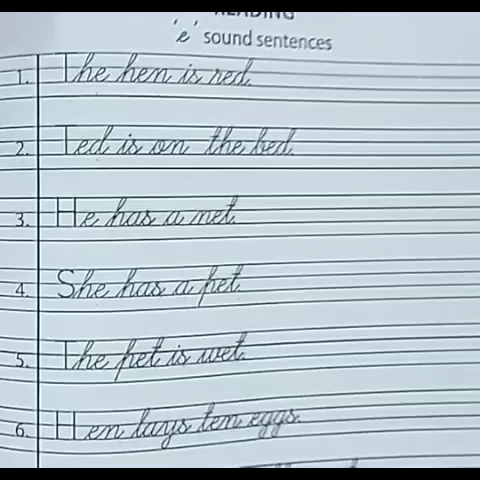 READING
'e' sound sentences
1. The hen is red.
2. Ted is on the bed.
3. He has a net.
4. She has a pet.
5. The pet is wet.
6. Hen lays ten eggs.